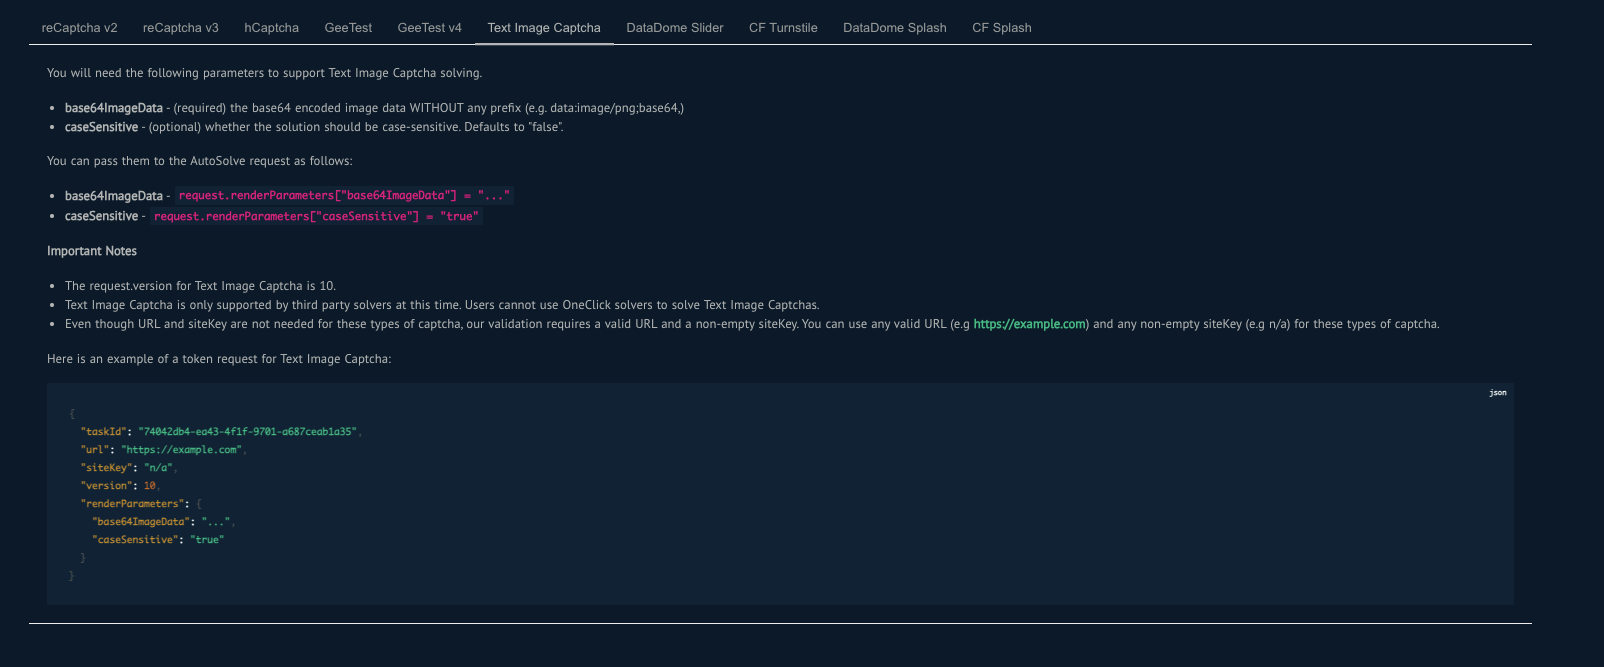 reCaptcha v2 reCaptcha v3 hCaptcha GeeTest GeeTest v4 Text Image Captcha DataDome Slider CF Turnstile DataDome Splash CF Splash
You will need the following parameters to support Text Image Captcha solving.
• base64ImageData - (required) the base64 encoded image data WITHOUT any prefix (e.g. data:image/png;base64,)
• caseSensitive - (optional) whether the solution should be case-sensitive. Defaults to "false".
You can pass them to the AutoSolve request as follows:
• base64ImageData - request.renderParameters["base64ImageData"] = "..."
• caseSensitive - request.renderParameters["caseSensitive"] = "true"
Important Notes
• The request.version for Text Image Captcha is 10.
• Text Image Captcha is only supported by third party solvers at this time. Users cannot use OneClick solvers to solve Text Image Captchas.
• Even though URL and siteKey are not needed for these types of captcha, our validation requires a valid URL and a non-empty siteKey. You can use any valid URL (e.g https://example.com) and any non-empty siteKey (e.g n/a) for these types of captcha.
Here is an example of a token request for Text Image Captcha:
json
{
"taskId": "74042db4-ea43-4f1f-9701-a687ceab1a35",
"url": "https://example.com",
"siteKey": "n/a",
"version": 10,
"renderParameters": {
"base64ImageData": "...",
"caseSensitive": "true"
}
}